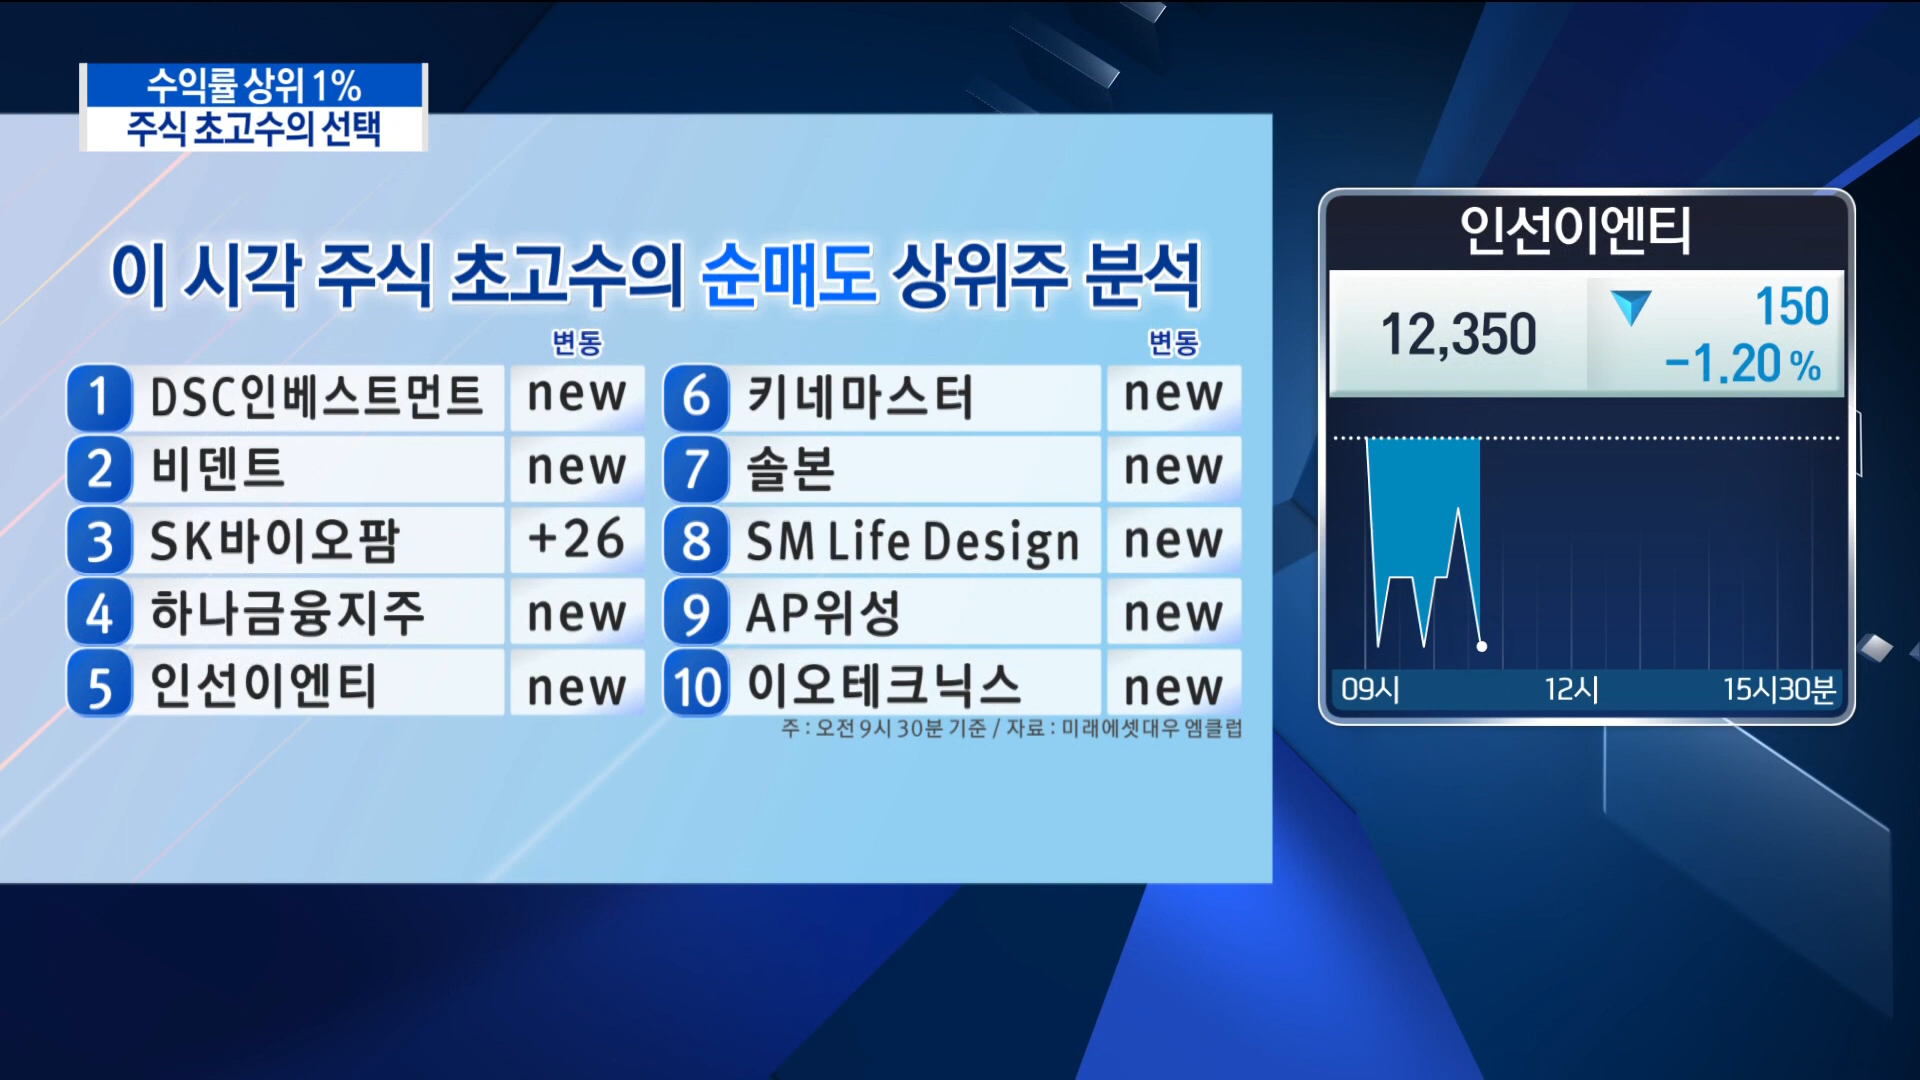 수익률 상위 1%
주식 초고수의 선택
이 시각 주식 초고수의 순매도 상위주 분석
변동 변동
1 DSC인베스트먼트 new 6 키네마스터 new
2 비덴트 new 7 솔본 new
3 SK바이오팜 +26 8 SM Life Design new
4 하나금융지주 new 9 AP위성 new
5 인선이엔티 new 10 이오테크닉스 new
주 : 오전 9시 30분 기준 / 자료 : 미래에셋대우 엠클럽
인선이엔티
12,350 ▼ 150
-1.20 %
09시 12시 15시30분